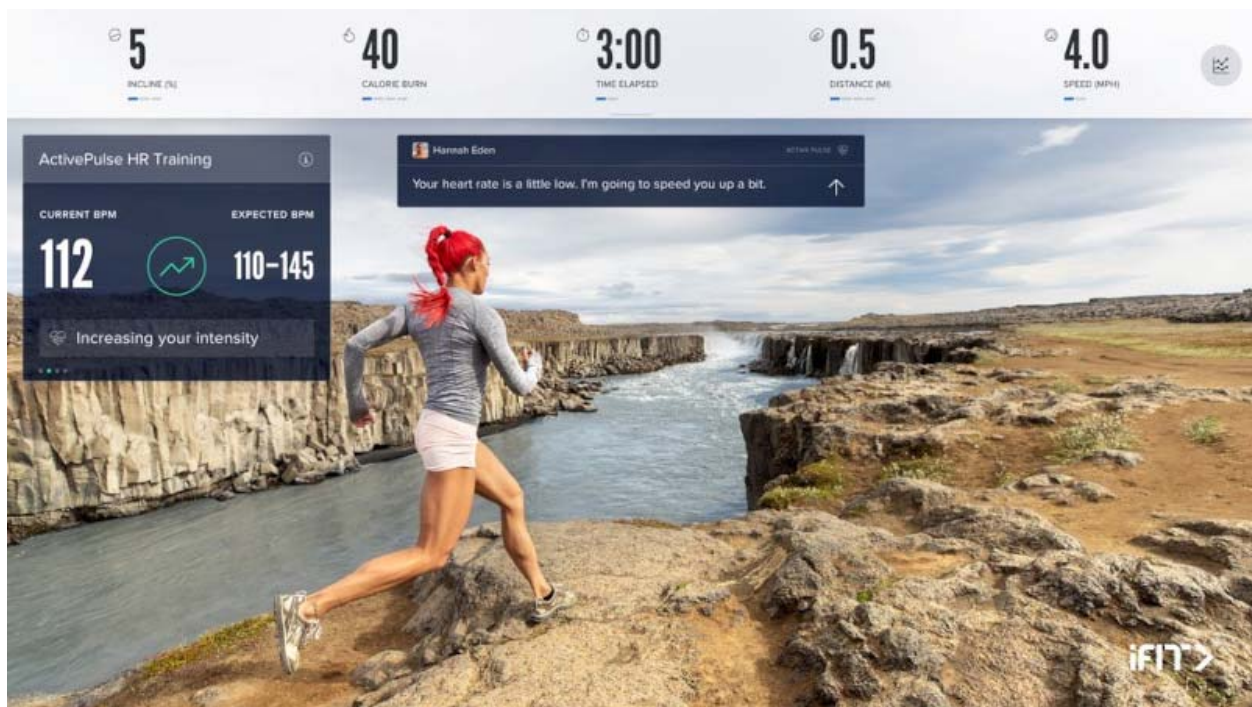 5
INCLINE (%)
40
CALORIE BURN
3:00
TIME ELAPSED
0.5
DISTANCE (MI)
4.0
SPEED (MPH)
ActivePulse HR Training
CURRENT BPM
EXPECTED BPM
112
110–145
Increasing your intensity
Hannah Eden
ACTIVE PULSE
Your heart rate is a little low. I'm going to speed you up a bit.
iFIT